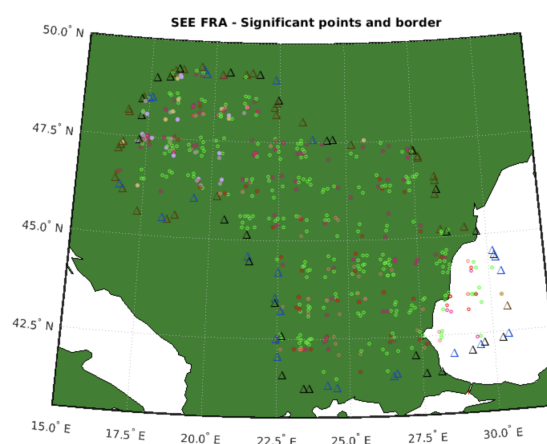 SEE FRA - Significant points and border
50.0° N
47.5° N
45.0° N
42.5° N
15.0° E
17.5° E
20.0° E
22.5° E
25.0° E
27.5° E
30.0° E